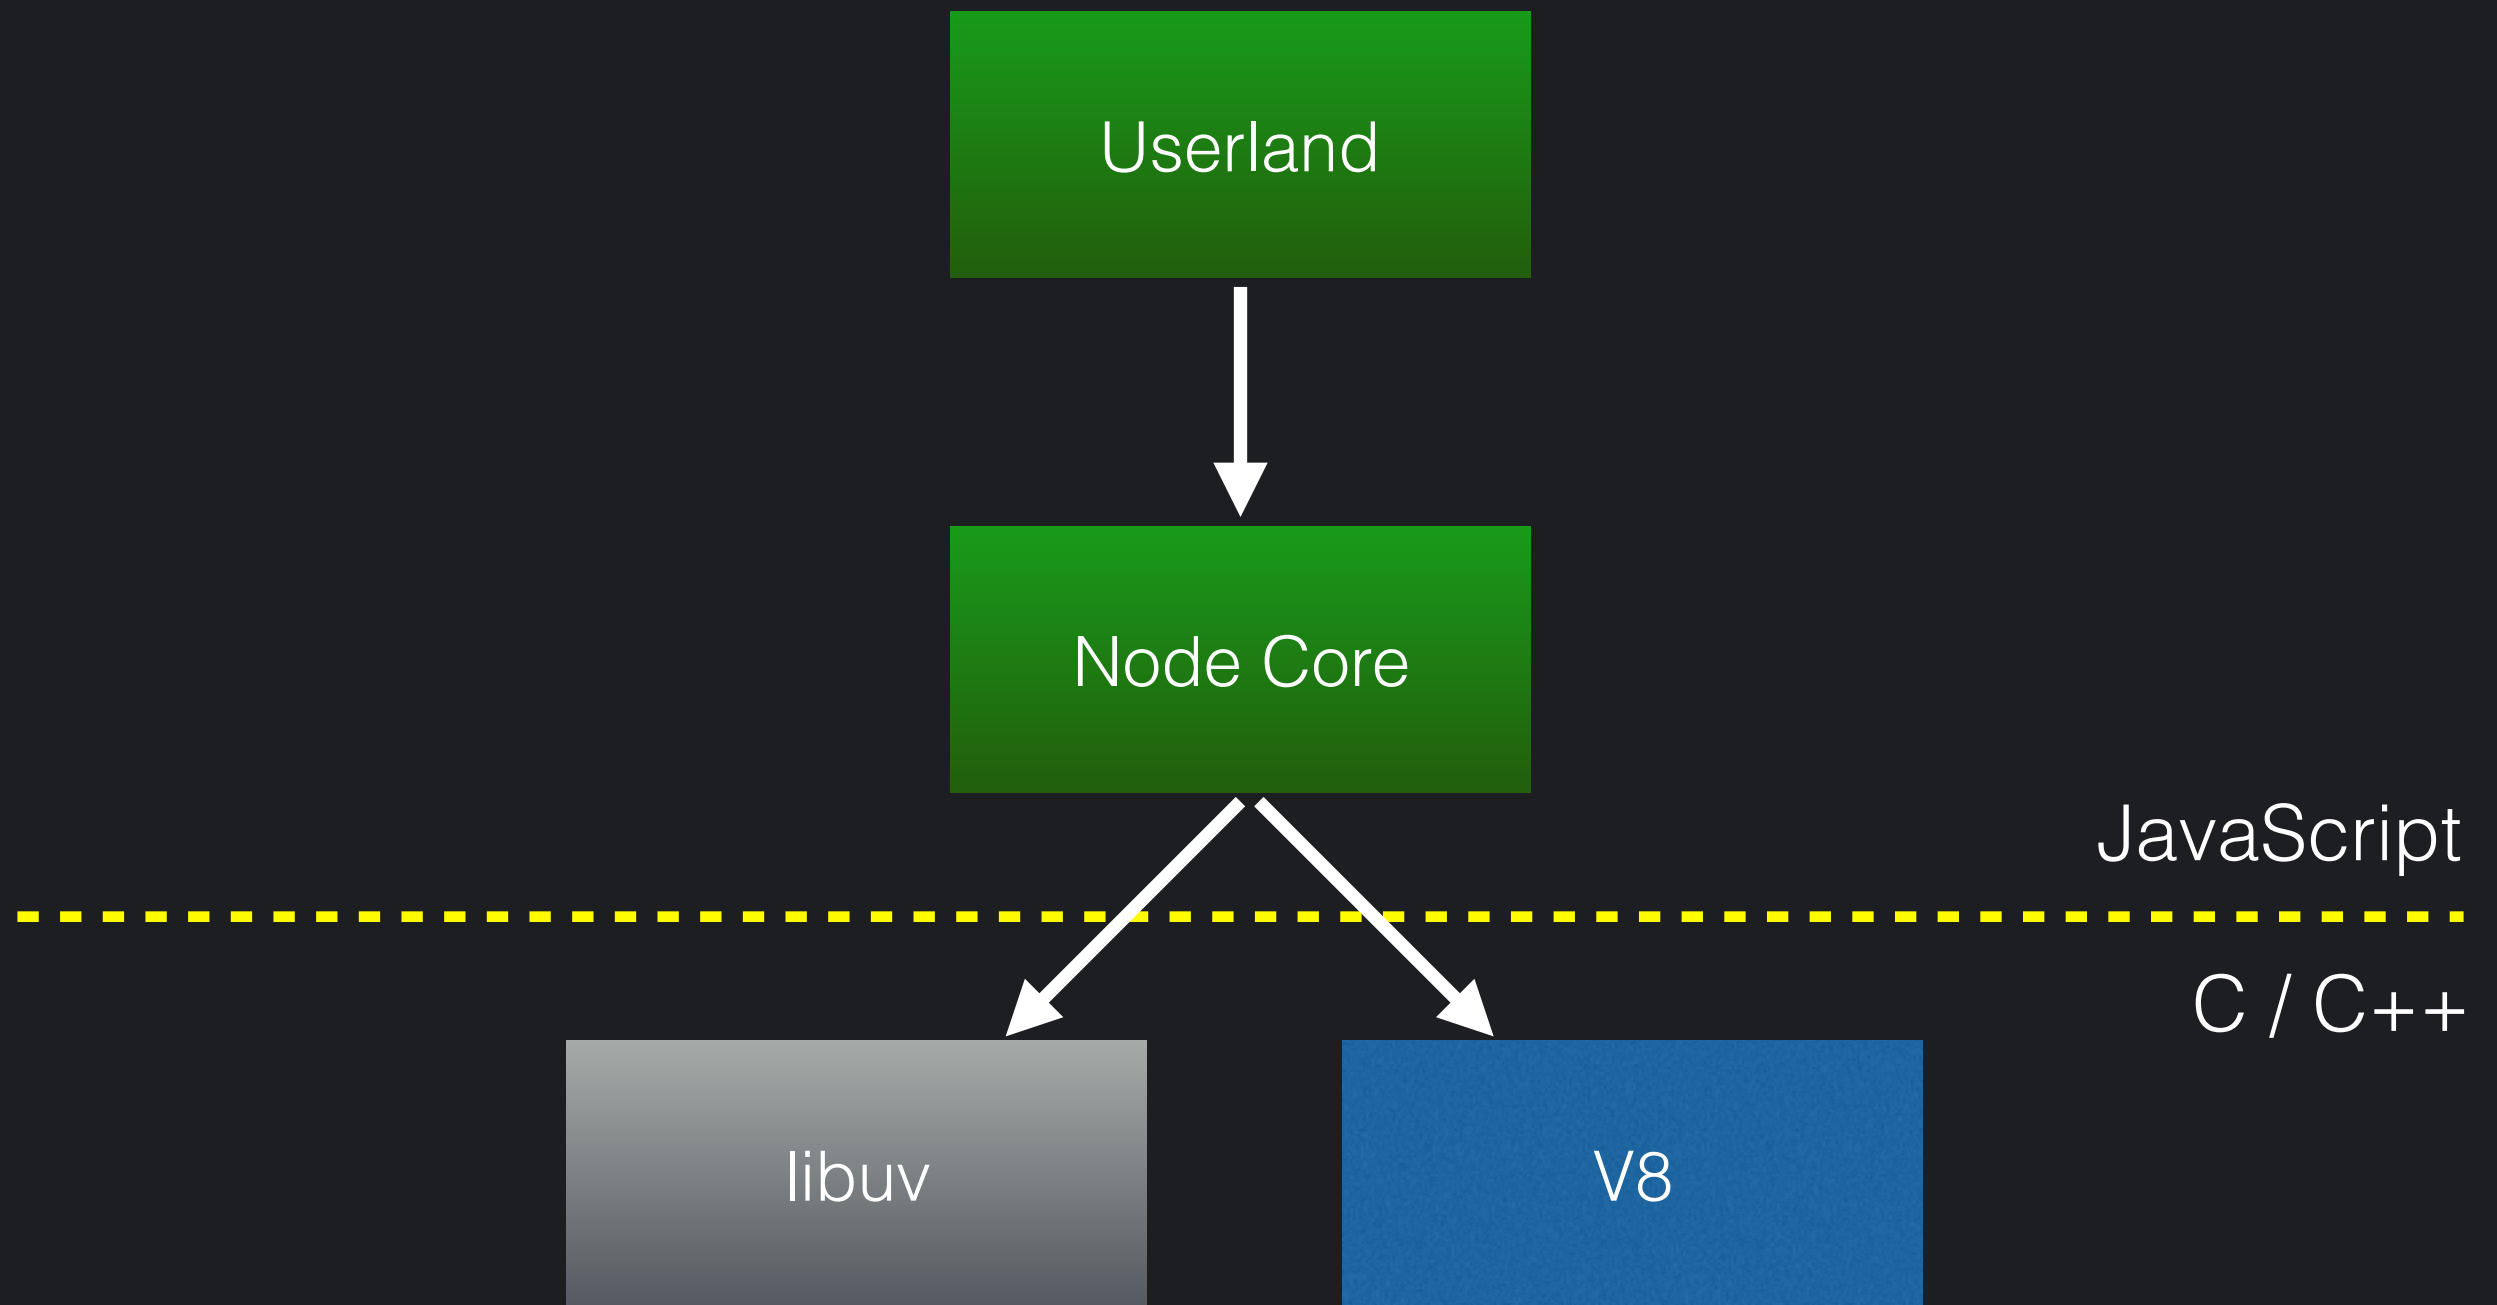 Userland
Node Core
JavaScript
C / C++
libuv
V8